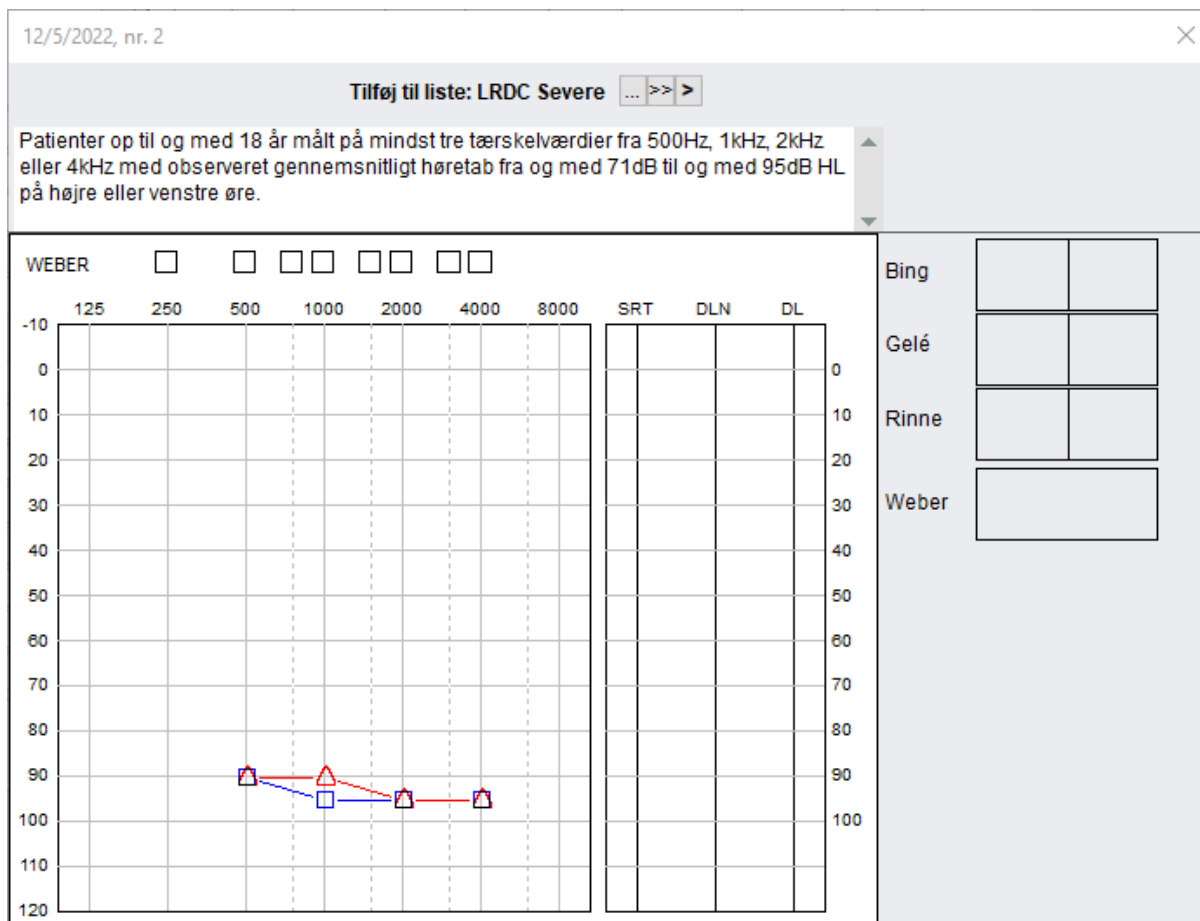 12/5/2022, nr. 2
Tilføj til liste: LRDC Severe ... >> >
Patienter op til og med 18 år målt på mindst tre tærskelværdier fra 500Hz, 1kHz, 2kHz
eller 4kHz med observeret gennemsnitligt høretab fra og med 71dB til og med 95dB HL
på højre eller venstre øre.
WEBER
125 250 500 1000 2000 4000 8000 SRT DLN DL
-10
0 0
10 10
20 20
30 30
40 40
50 50
60 60
70 70
80 80
90 90
100 100
110
120
Bing
Gelé
Rinne
Weber